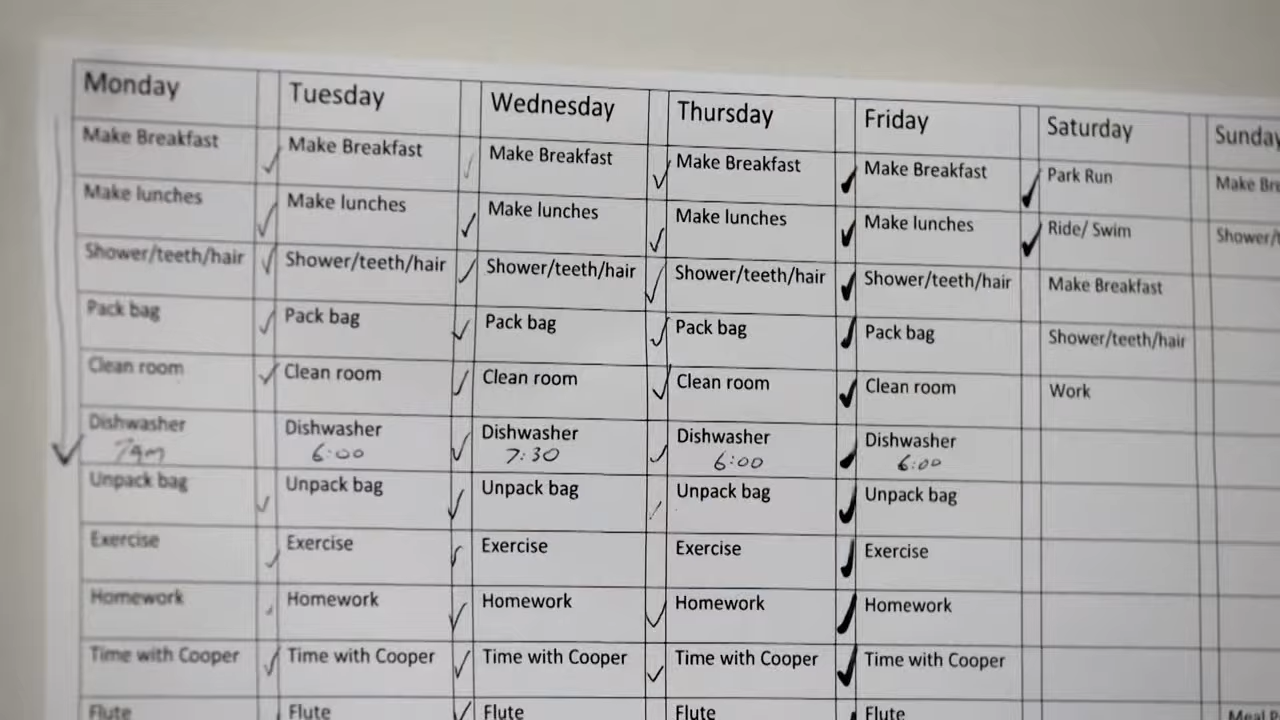 Monday Tuesday Wednesday Thursday Friday Saturday Sunday
Make Breakfast Make Breakfast Make Breakfast Make Breakfast Make Breakfast Park Run Make
Make lunches Make lunches Make lunches Make lunches Make lunches Ride/ Swim Shower/
Shower/teeth/hair Shower/teeth/hair Shower/teeth/hair Shower/teeth/hair Shower/teeth/hair Make Breakfast
Pack bag Pack bag Pack bag Pack bag Pack bag Shower/teeth/hair
Clean room Clean room Clean room Clean room Clean room Work
Dishwasher Dishwasher Dishwasher Dishwasher Dishwasher
7am 6:00 7:30 6:00 6:00
Unpack bag Unpack bag Unpack bag Unpack bag Unpack bag
Exercise Exercise Exercise Exercise Exercise
Homework Homework Homework Homework Homework
Time with Cooper Time with Cooper Time with Cooper Time with Cooper Time with Cooper
Flute Flute Flute Flute Flute Meal